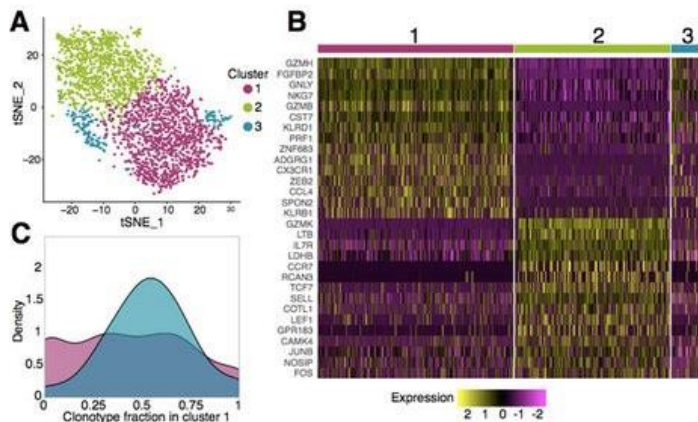 A
20
0
-20
tSNE_2
-20
-10
0
10
20
30
tSNE_1
Cluster
1
2
3
B
1
2
3
GZMH
FGFBP2
GNLY
NKG7
GZMB
CST7
KLRD1
PRF1
ZNF683
ADGRG1
CX3CR1
ZEB2
CCL4
SPON2
KLRB1
GZMK
LTB
IL7R
LDHB
CCR7
RCAN3
TCF7
SELL
COTL1
LEF1
GPR183
CAMK4
JUNB
NOSIP
FOS
Expression
2 1 0 -1 -2
C
2
1.5
1
0.5
0
Density
0 0.25 0.5 0.75 1
Clonotype fraction in cluster 1